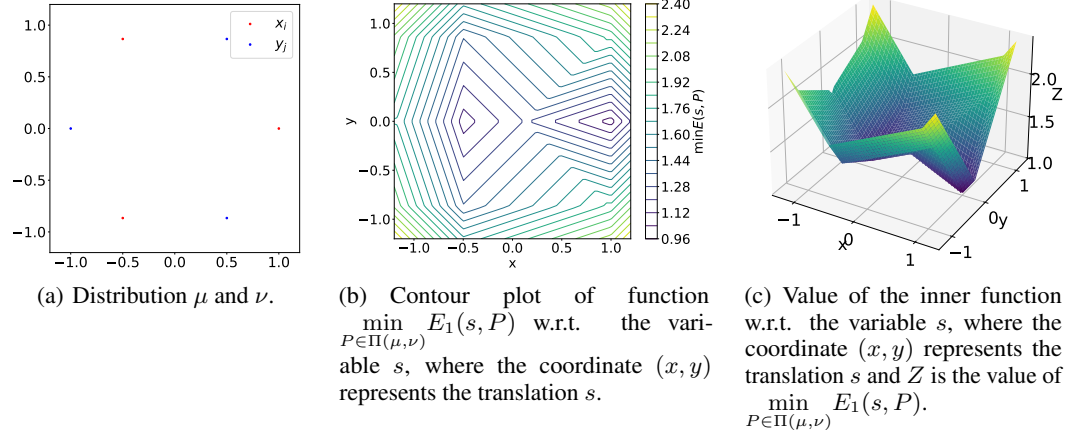 1.0
0.5
0.0
−0.5
−1.0
−1.0 −0.5 0.0 0.5 1.0
x_i
y_j
1.0
0.5
0.0
−0.5
−1.0
y
−1.0 −0.5 0.0 0.5 1.0
x
2.40
2.24
2.08
1.92
1.76
1.60
1.44
1.28
1.12
0.96
minE(s, P)
2.0
Z
1.5
1.0
1
0y
−1
−1
x
0
1
(a) Distribution μ and ν.
(b) Contour plot of function
min E_1(s, P) w.r.t. the vari-
P∈Π(μ,ν)
able s, where the coordinate (x, y)
represents the translation s.
(c) Value of the inner function
w.r.t. the variable s, where the
coordinate (x, y) represents the
translation s and Z is the value of
min E_1(s, P).
P∈Π(μ,ν)